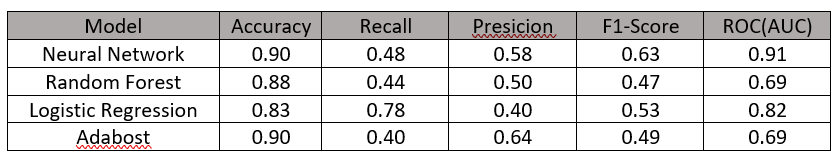 Model Accuracy Recall Presicion F1-Score ROC(AUC)
Neural Network 0.90 0.48 0.58 0.63 0.91
Random Forest 0.88 0.44 0.50 0.47 0.69
Logistic Regression 0.83 0.78 0.40 0.53 0.82
Adabost 0.90 0.40 0.64 0.49 0.69